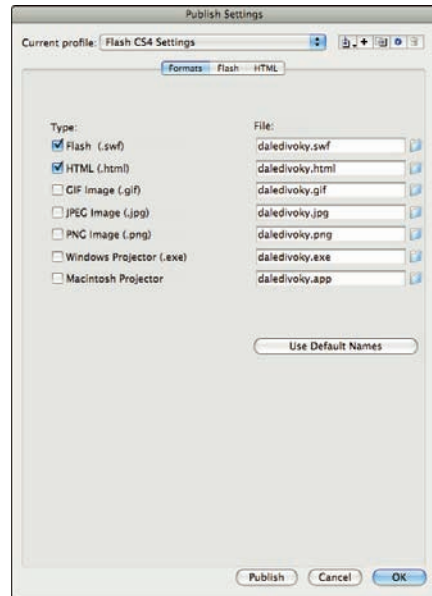 Publish Settings
Current profile: Flash CS4 Settings
Formats Flash HTML
Type: File:
Flash (.swf) daledivoky.swf
HTML (.html) daledivoky.html
GIF Image (.gif) daledivoky.gif
JPEG Image (.jpg) daledivoky.jpg
PNG Image (.png) daledivoky.png
Windows Projector (.exe) daledivoky.exe
Macintosh Projector daledivoky.app
Use Default Names
Publish Cancel OK